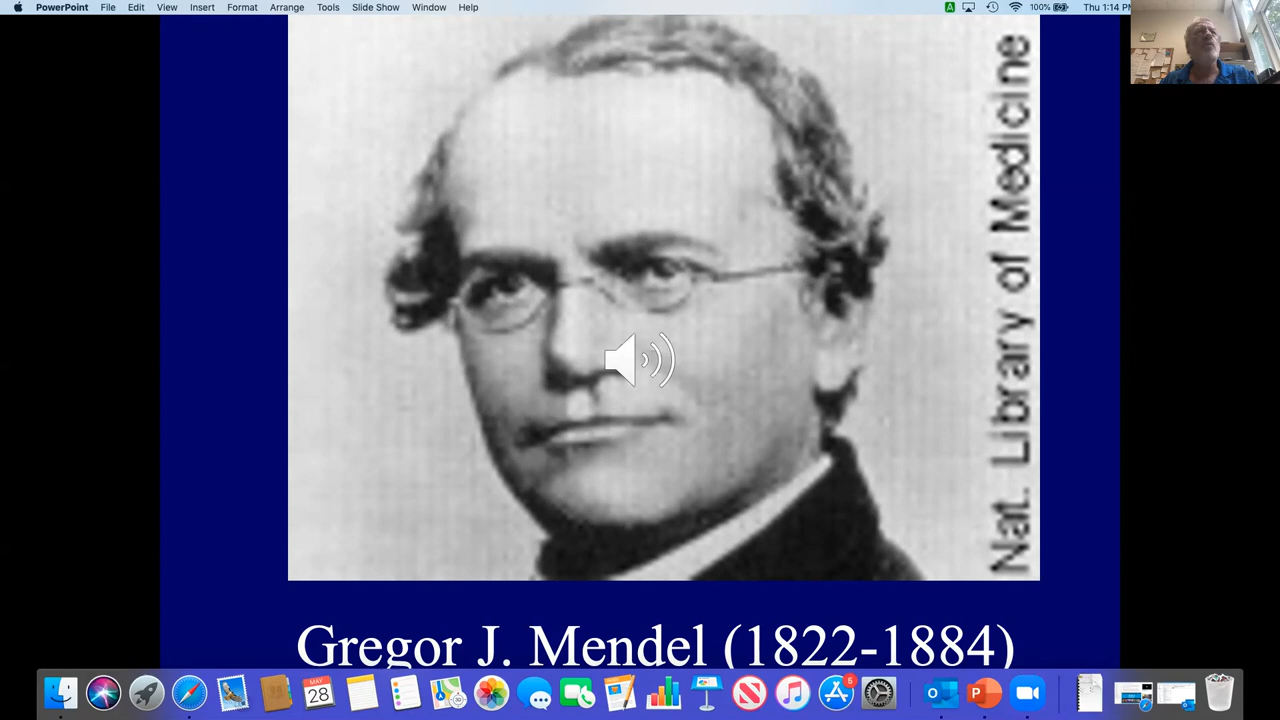 PowerPoint File Edit View Insert Format Arrange Tools Slide Show Window Help
A 100% Thu 1:14 PM
Nat. Library of Medicine
Gregor J. Mendel (1822-1884)
MAY
28
6